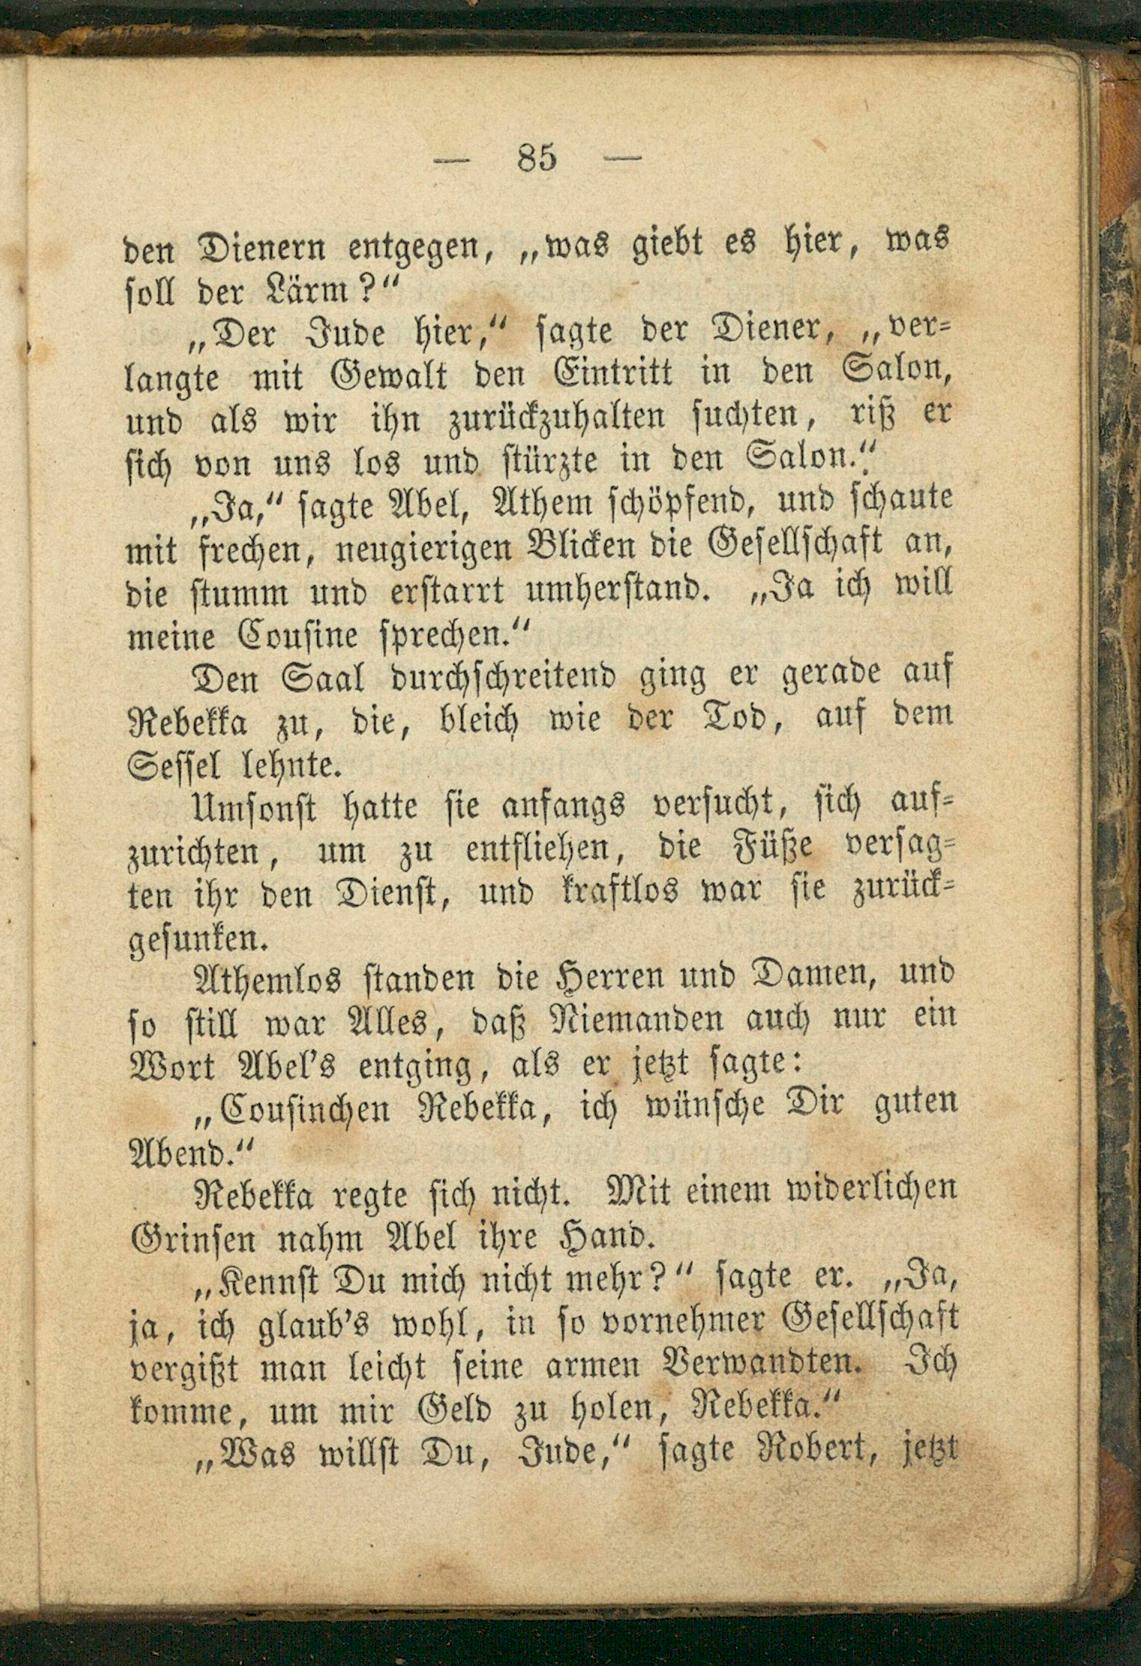 — 85 —
den Dienern entgegen, „was giebt es hier, was
soll der Lärm?“
„Der Jude hier,“ sagte der Diener, „ver-
langte mit Gewalt den Eintritt in den Salon,
und als wir ihn zurückzuhalten suchten, riß er
sich von uns los und stürzte in den Salon.“
„Ja,“ sagte Abel, Athem schöpfend, und schaute
mit frechen, neugierigen Blicken die Gesellschaft an,
die stumm und erstarrt umherstand. „Ja ich will
meine Cousine sprechen.“
Den Saal durchschreitend ging er gerade auf
Rebekka zu, die, bleich wie der Tod, auf dem
Sessel lehnte.
Umsonst hatte sie anfangs versucht, sich auf-
zurichten, um zu entfliehen, die Füße versag-
ten ihr den Dienst, und kraftlos war sie zurück-
gesunken.
Athemlos standen die Herren und Damen, und
so still war Alles, daß Niemanden auch nur ein
Wort Abel's entging, als er jetzt sagte:
„Cousinchen Rebekka, ich wünsche Dir guten
Abend.“
Rebekka regte sich nicht. Mit einem widerlichen
Grinsen nahm Abel ihre Hand.
„Kennst Du mich nicht mehr?“ sagte er. „Ja,
ja, ich glaub's wohl, in so vornehmer Gesellschaft
vergißt man leicht seine armen Verwandten. Ich
komme, um mir Geld zu holen, Rebekka.“
„Was willst Du, Jude,“ sagte Robert, jetzt